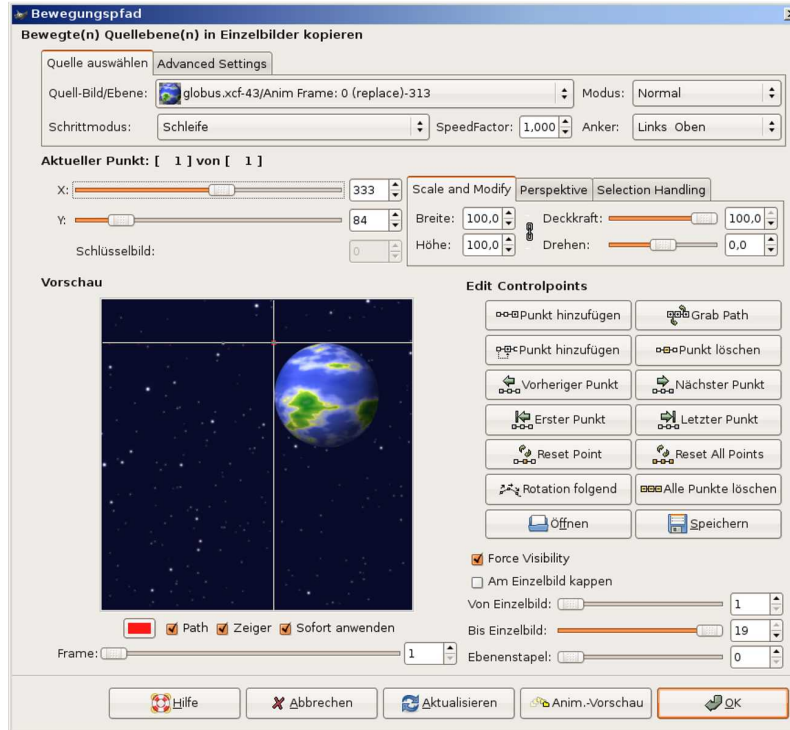 Bewegungspfad
Bewegte(n) Quellebene(n) in Einzelbilder kopieren
Quelle auswählen Advanced Settings
Quell-Bild/Ebene: globus.xcf-43/Anim Frame: 0 (replace)-313 Modus: Normal
Schrittmodus: Schleife SpeedFactor: 1,000 Anker: Links Oben
Aktueller Punkt: [ 1 ] von [ 1 ]
X: 333
Y: 84
Schlüsselbild: 0
Scale and Modify Perspektive Selection Handling
Breite: 100,0 Deckkraft: 100,0
Höhe: 100,0 Drehen: 0,0
Vorschau
Path Zeiger Sofort anwenden
Frame: 1
Edit Controlpoints
Punkt hinzufügen Grab Path
Punkt hinzufügen Punkt löschen
Vorheriger Punkt Nächster Punkt
Erster Punkt Letzter Punkt
Reset Point Reset All Points
Rotation folgend Alle Punkte löschen
Öffnen Speichern
Force Visibility
Am Einzelbild kappen
Von Einzelbild: 1
Bis Einzelbild: 19
Ebenenstapel: 0
Hilfe Abbrechen Aktualisieren Anim.-Vorschau OK